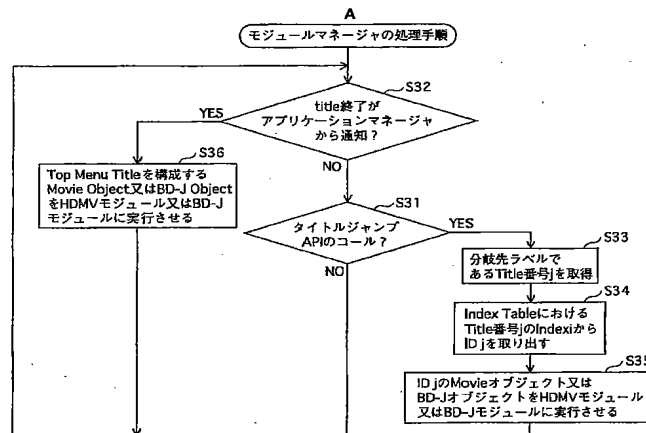 A
モジュールマネージャの処理手順
S32
title終了が
アプリケーションマネージャ
から通知？
YES
NO
S36
Top Menu Titleを構成する
Movie Object又はBD-J Object
をHDMVモジュール又はBD-J
モジュールに実行させる
S31
タイトルジャンプ
APIのコール？
YES
NO
S33
分岐先ラベルで
あるTitle番号jを取得
S34
Index Tableにおける
Title番号jのIndexiから
ID jを取り出す
S35
ID jのMovieオブジェクト又は
BD-JオブジェクトをHDMVモジュール
又はBD-Jモジュールに実行させる